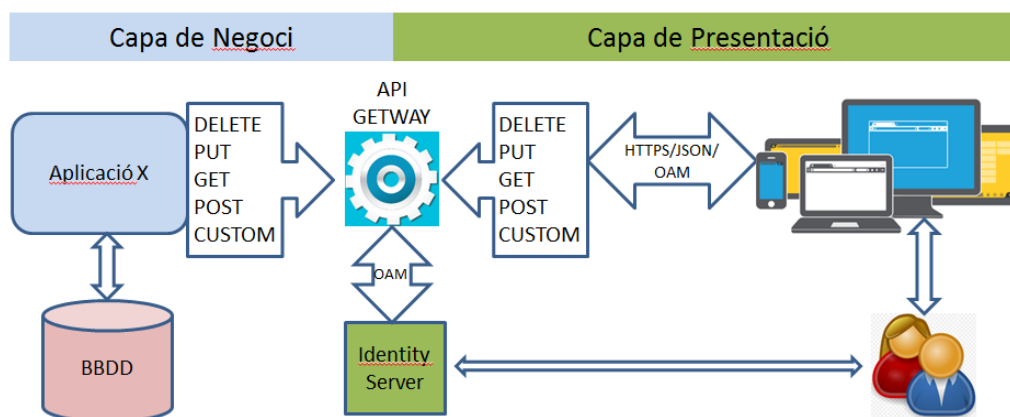 Capa de Negoci
Capa de Presentació
API
GETWAY
DELETE
PUT
GET
POST
CUSTOM
DELETE
PUT
GET
POST
CUSTOM
HTTPS/JSON/
OAM
Aplicació X
OAM
BBDD
Identity
Server